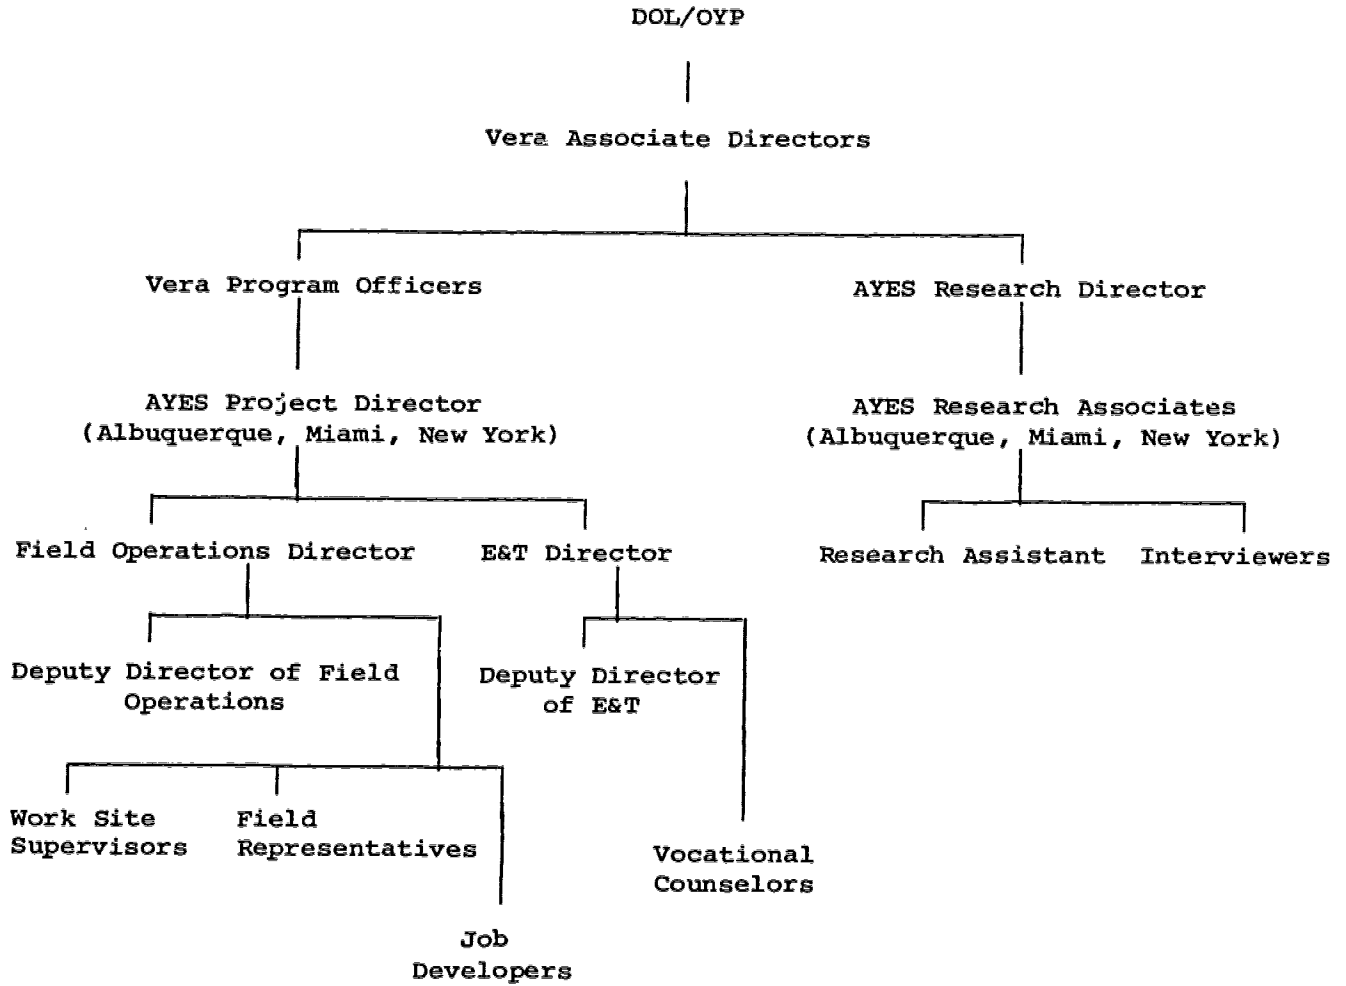 DOL/OYP
Vera Associate Directors
Vera Program Officers
AYES Research Director
AYES Project Director
(Albuquerque, Miami, New York)
AYES Research Associates
(Albuquerque, Miami, New York)
Field Operations Director
E&T Director
Research Assistant
Interviewers
Deputy Director of Field
Operations
Deputy Director
of E&T
Work Site
Supervisors
Field
Representatives
Vocational
Counselors
Job
Developers